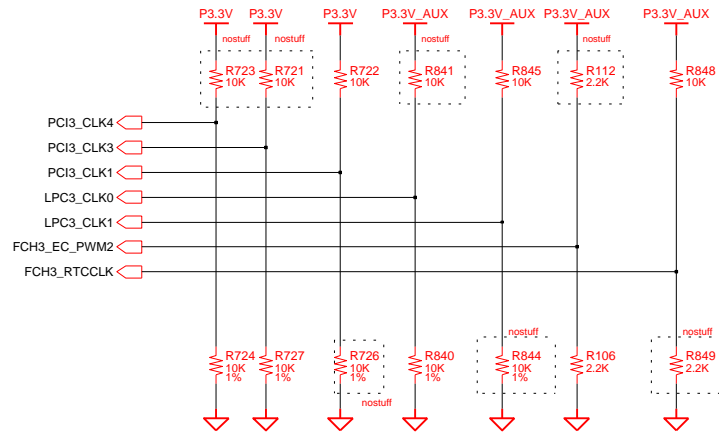 P3.3V P3.3V P3.3V P3.3V_AUX P3.3V_AUX P3.3V_AUX P3.3V_AUX
nostuff nostuff nostuff nostuff
R723 R721 R722 R841 R845 R112 R848
10K 10K 10K 10K 10K 2.2K 10K
PCI3_CLK4
PCI3_CLK3
PCI3_CLK1
LPC3_CLK0
LPC3_CLK1
FCH3_EC_PWM2
FCH3_RTCCLK
nostuff nostuff
R724 R727 R726 R840 R844 R106 R849
10K 10K 10K 10K 10K 2.2K 2.2K
1% 1% 1% 1% 1%
nostuff